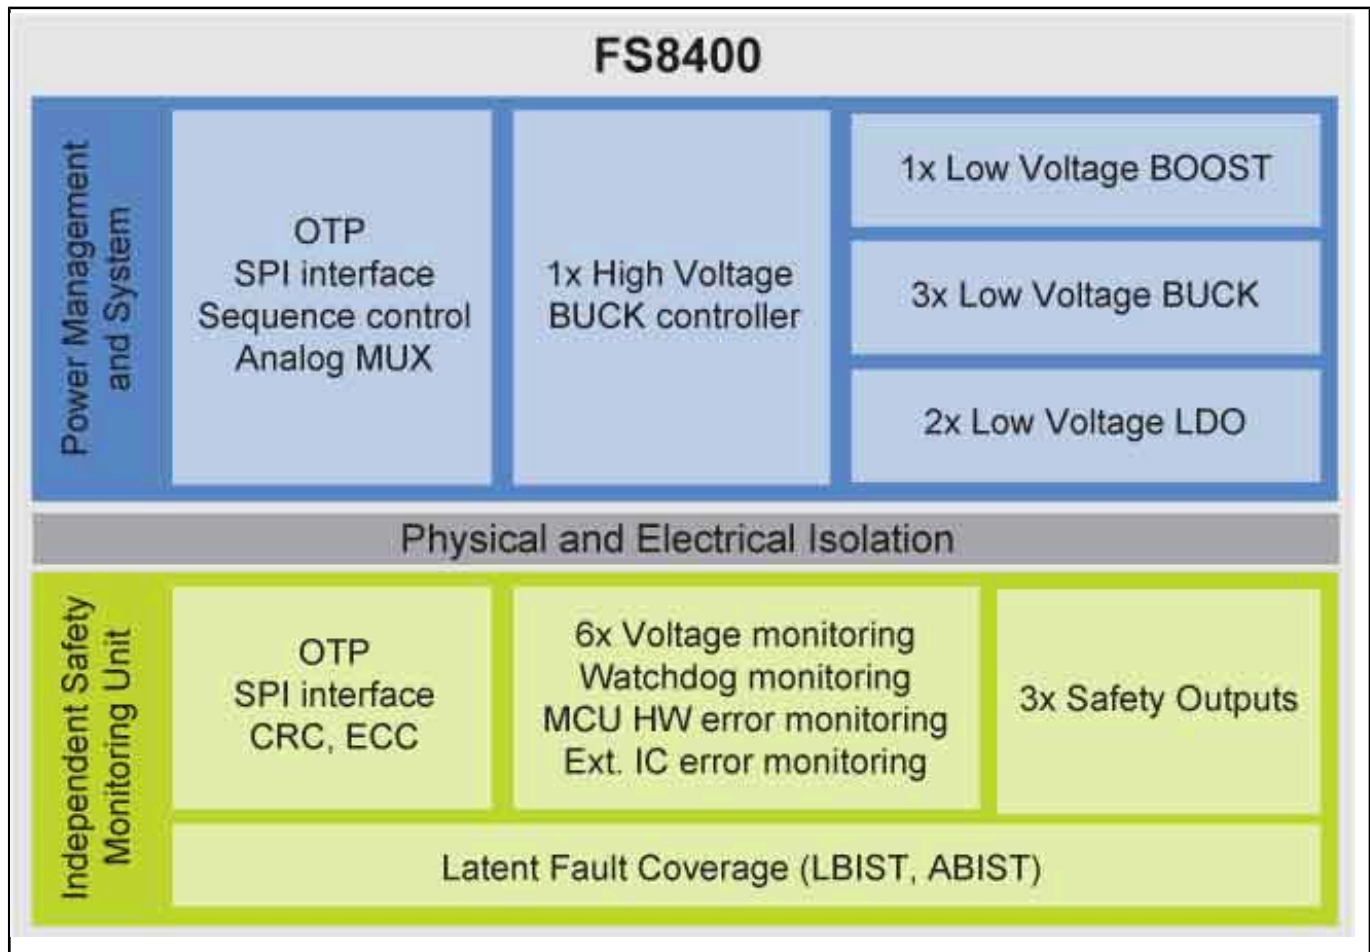 FS8400
Power Management
and System
OTP
SPI interface
Sequence control
Analog MUX
1x High Voltage
BUCK controller
1x Low Voltage BOOST
3x Low Voltage BUCK
2x Low Voltage LDO
Physical and Electrical Isolation
Independent Safety
Monitoring Unit
OTP
SPI interface
CRC, ECC
6x Voltage monitoring
Watchdog monitoring
MCU HW error monitoring
Ext. IC error monitoring
3x Safety Outputs
Latent Fault Coverage (LBIST, ABIST)